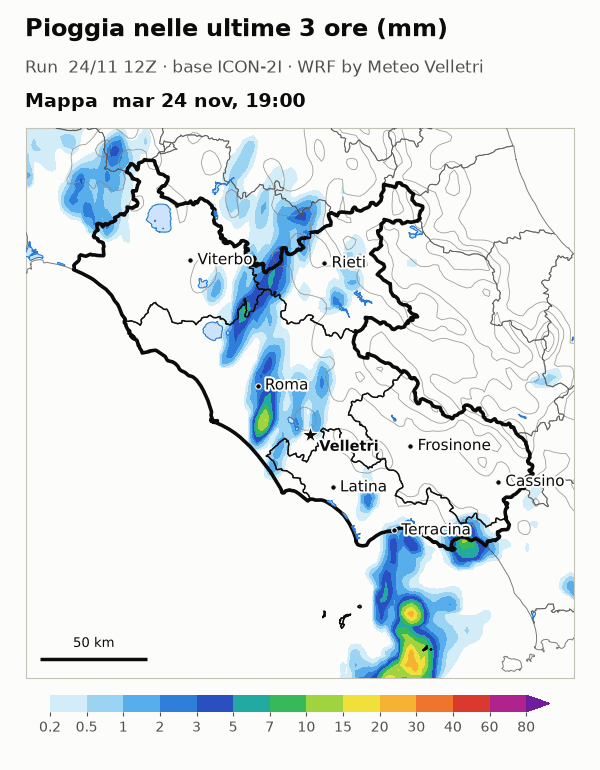 Pioggia nelle ultime 3 ore (mm)
Run 24/11 12Z · base ICON-2I · WRF by Meteo Velletri
Mappa mar 24 nov, 19:00
Viterbo
Rieti
Roma
Velletri
Frosinone
Latina
Cassino
Terracina
50 km
0.2 0.5 1 2 3 5 7 10 15 20 30 40 60 80